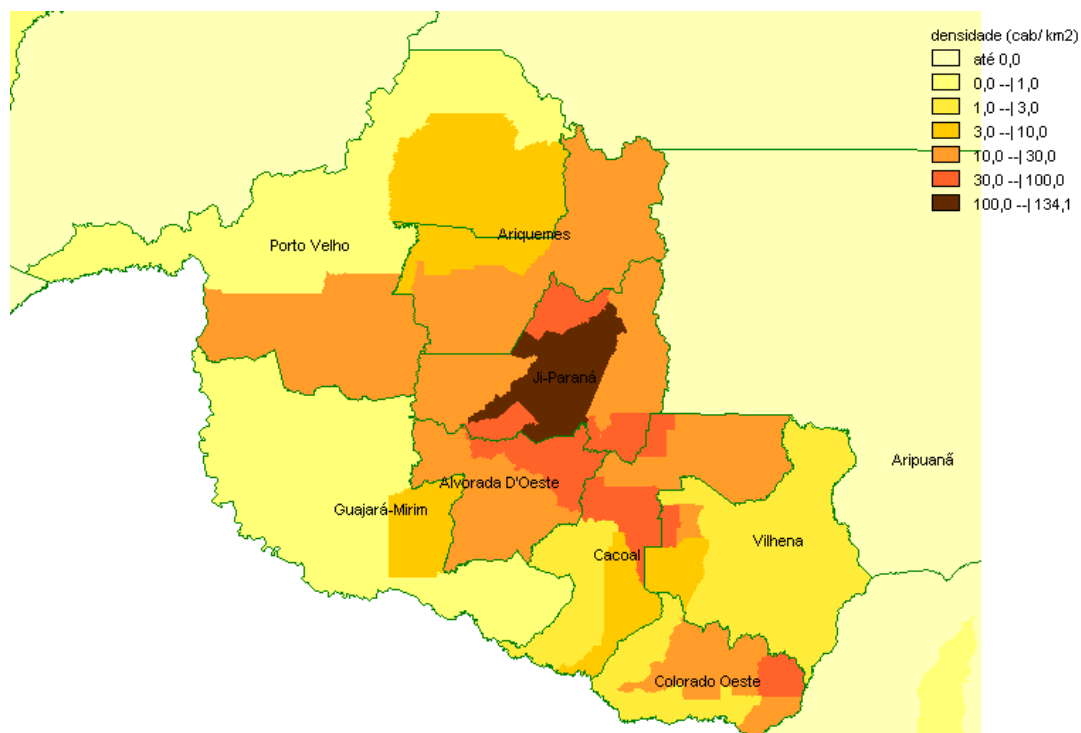 densidade (cab/ km2)
até 0,0
0,0 --| 1,0
1,0 --| 3,0
3,0 --| 10,0
10,0 --| 30,0
30,0 --| 100,0
100,0 --| 134,1
Ariquemes
Porto Velho
Ji-Paraná
Aripuanã
Alvorada D'Oeste
Guajará-Mirim
Vilhena
Cacoal
Colorado Oeste